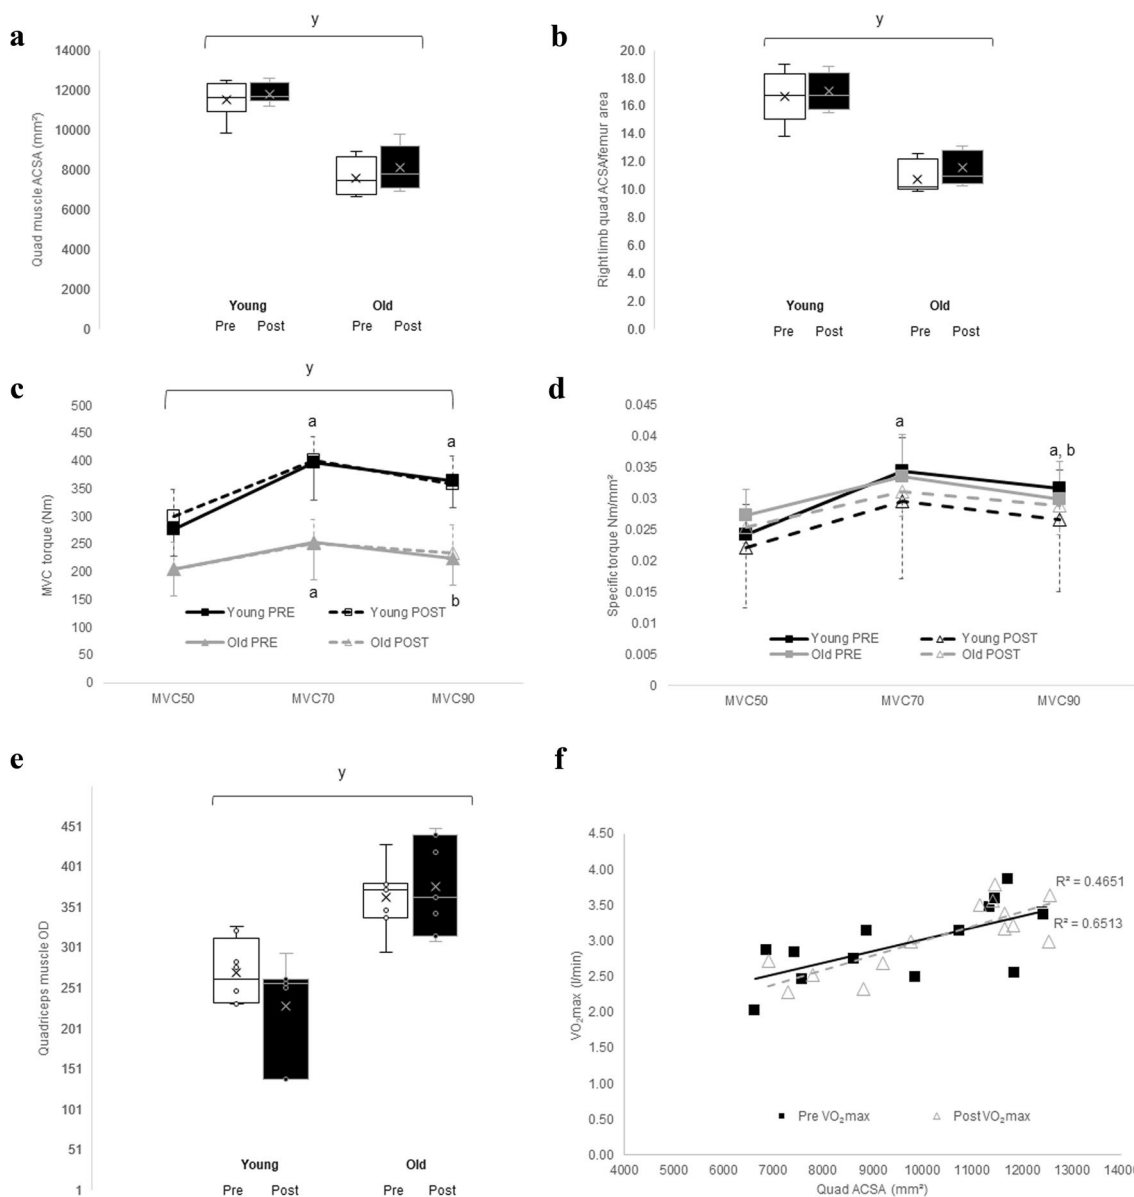 a
y
14000
12000
10000
8000
6000
4000
2000
0
Quad muscle ACSA (mm²)
Young Old
Pre Post Pre Post
b
y
20.0
18.0
16.0
14.0
12.0
10.0
8.0
6.0
4.0
2.0
0.0
Right limb quad ACSA/femur area
Young Old
Pre Post Pre Post
c
y
500
450
400
350
300
250
200
150
100
50
0
MVC torque (Nm)
a
a
a
b
Young PRE Young POST
Old PRE Old POST
MVC50 MVC70 MVC90
d
0.045
0.04
0.035
0.03
0.025
0.02
0.015
0.01
0.005
0
Specific torque Nm/mm²
a
a, b
Young PRE Young POST
Old PRE Old POST
MVC50 MVC70 MVC90
e
y
451
401
351
301
251
201
151
101
51
1
Quadriceps muscle OD
Young Old
Pre Post Pre Post
f
4.50
4.00
3.50
3.00
2.50
2.00
1.50
1.00
0.50
0.00
VO₂max (l/min)
R² = 0.4651
R² = 0.6513
Pre VO₂max Post VO₂max
4000 5000 6000 7000 8000 9000 10000 11000 12000 13000 14000
Quad ACSA (mm²)